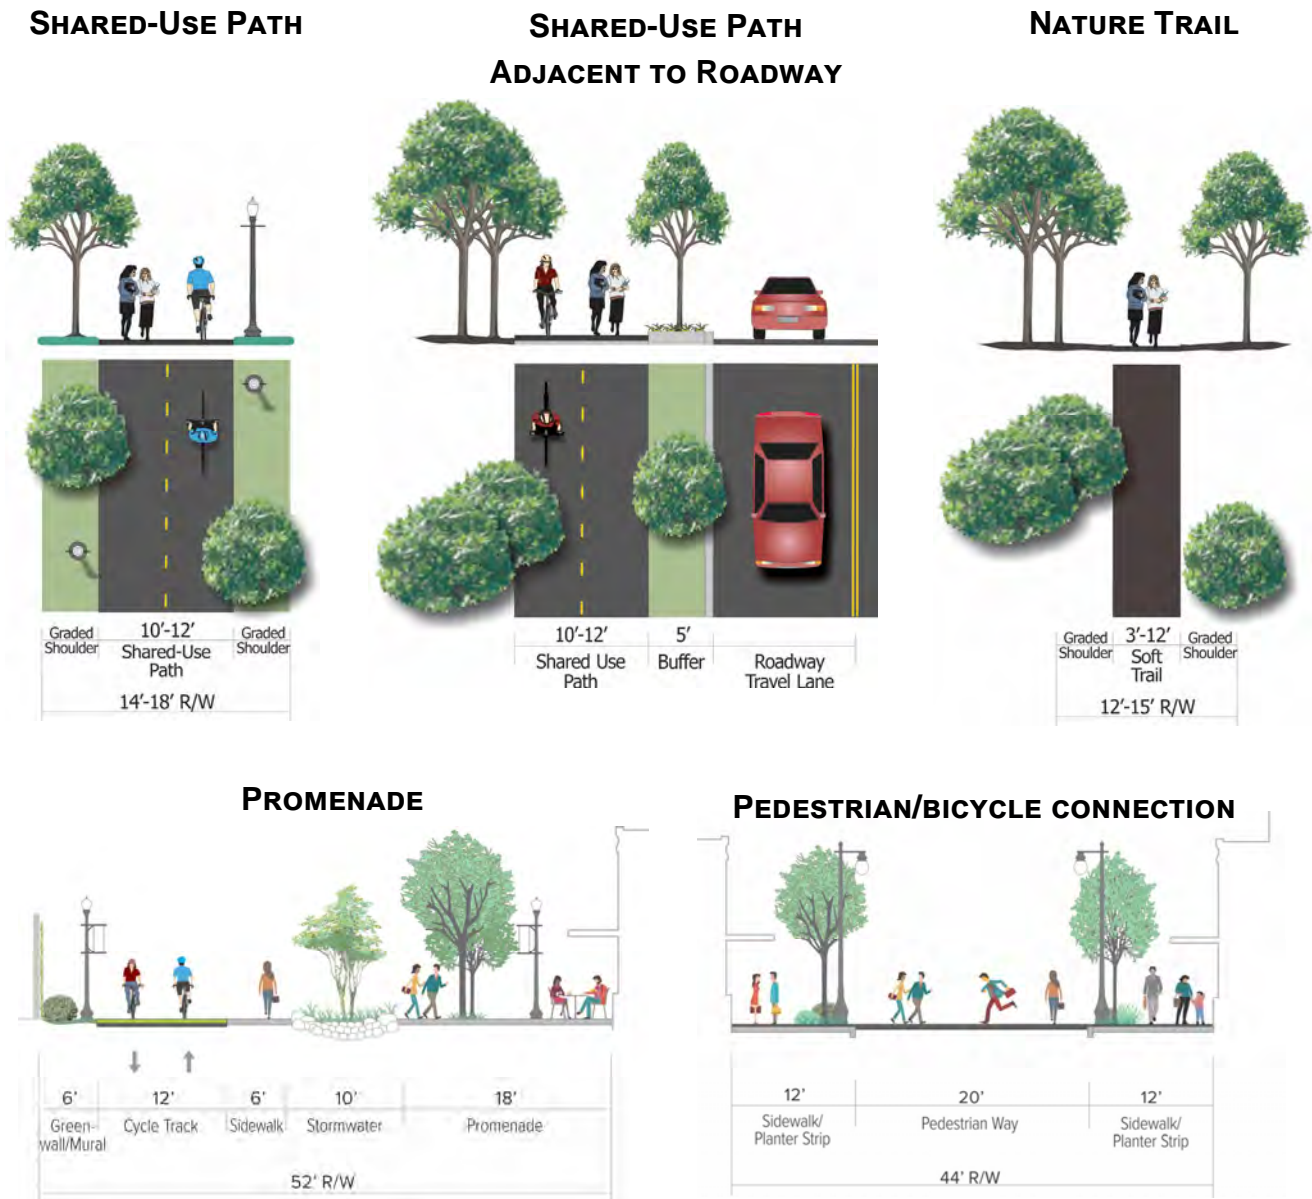 SHARED-USE PATH
SHARED-USE PATH
ADJACENT TO ROADWAY
NATURE TRAIL
Graded
Shoulder
10'-12'
Shared-Use
Path
Graded
Shoulder
14'-18' R/W
10'-12'
Shared Use
Path
5'
Buffer
Roadway
Travel Lane
Graded
Shoulder
3'-12'
Soft
Trail
Graded
Shoulder
12'-15' R/W
PROMENADE
6'
Green-
wall/Mural
12'
Cycle Track
6'
Sidewalk
10'
Stormwater
18'
Promenade
52' R/W
PEDESTRIAN/BICYCLE CONNECTION
12'
Sidewalk/
Planter Strip
20'
Pedestrian Way
12'
Sidewalk/
Planter Strip
44' R/W